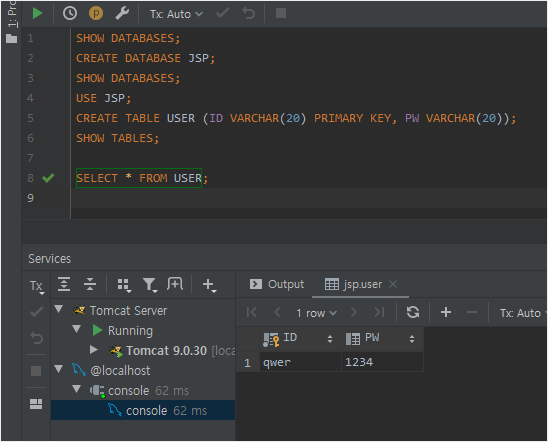 1: Pro
Tx: Auto
1 SHOW DATABASES;
2 CREATE DATABASE JSP;
3 SHOW DATABASES;
4 USE JSP;
5 CREATE TABLE USER (ID VARCHAR(20) PRIMARY KEY, PW VARCHAR(20));
6 SHOW TABLES;
7
8 SELECT * FROM USER;
9
Services
Tx
Output jsp.user
Tomcat Server
Running
Tomcat 9.0.30 [loca
@localhost
console 62 ms
console 62 ms
1 row Tx: Auto
ID PW
1 qwer 1234